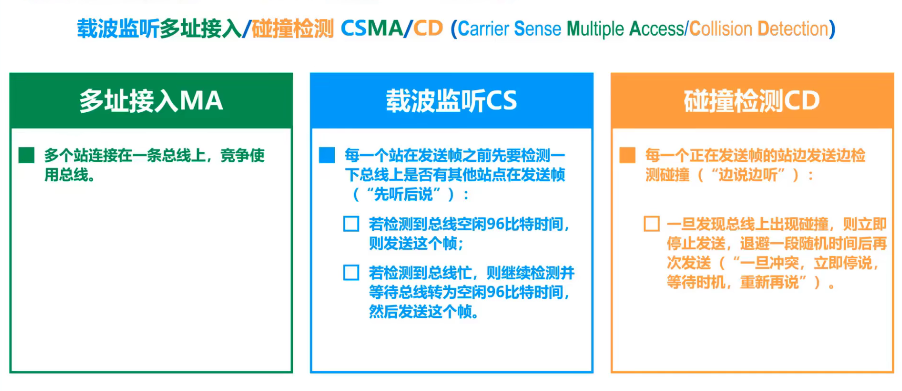 载波监听多址接入/碰撞检测 CSMA/CD (Carrier Sense Multiple Access/Collision Detection)
多址接入MA
多个站连接在一条总线上，竞争使
用总线。
载波监听CS
每一个站在发送帧之前先要检测一
下总线上是否有其他站点在发送帧
（“先听后说”）：
若检测到总线空闲96比特时间，
则发送这个帧；
若检测到总线忙，则继续检测并
等待总线转为空闲96比特时间，
然后发送这个帧。
碰撞检测CD
每一个正在发送帧的站边发送边检
测碰撞（“边说边听”）：
一旦发现总线上出现碰撞，则立即
停止发送，退避一段随机时间后再
次发送（“一旦冲突，立即停说，
等待时机，重新再说”）。